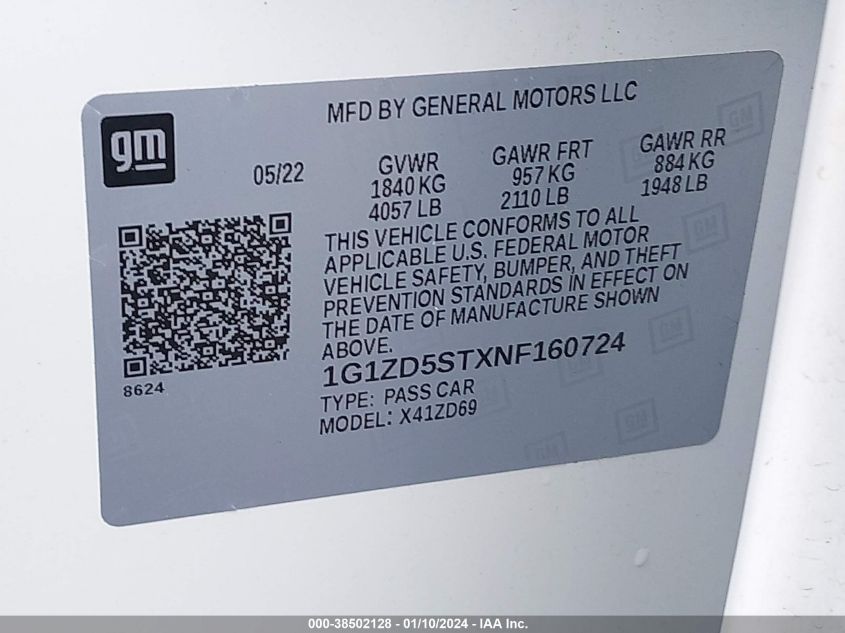 MFD BY GENERAL MOTORS LLC
gm
05/22
GVWR
1840 KG
4057 LB
GAWR FRT
957 KG
2110 LB
GAWR RR
884 KG
1948 LB
THIS VEHICLE CONFORMS TO ALL
APPLICABLE U.S. FEDERAL MOTOR
VEHICLE SAFETY, BUMPER, AND THEFT
PREVENTION STANDARDS IN EFFECT ON
THE DATE OF MANUFACTURE SHOWN
ABOVE.
8624
1G1ZD5STXNF160724
TYPE: PASS CAR
MODEL: X41ZD69
000-38502128 - 01/10/2024 - IAA Inc.